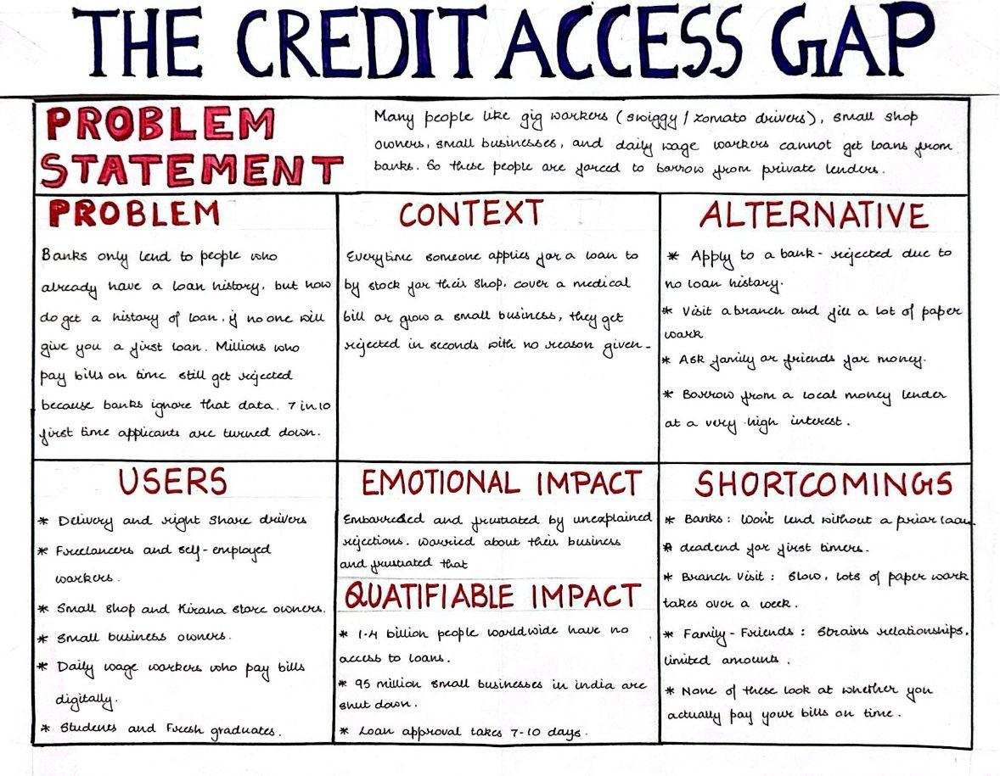 THE CREDIT ACCESS GAP
PROBLEM
STATEMENT
Many people like gig workers (swiggy / zomato drivers), small shop
owners, small businesses, and daily wage workers cannot get loans from
banks. So these people are forced to borrow from private lenders.
PROBLEM
Banks only lend to people who
already have a loan history, but how
do get a history of loan, if no one will
give you a first loan. Millions who
pay bills on time still get rejected
because banks ignore that data. 7 in 10
first time applicants are turned down.
CONTEXT
Everytime someone applies for a loan to
by stock for their shop, cover a medical
bill or grow a small business, they get
rejected in seconds with no reason given-
ALTERNATIVE
* Apply to a bank - rejected due to
no loan history.
* Visit a branch and fill a lot of paper
work
* Ask family or friends for money.
* Borrow from a local money lender
at a very high interest.
USERS
* Delivery and right Share drivers
* Freelancers and self-employed
workers.
* Small shop and Kirana store owners.
* Small business owners.
* Daily wage workers who pay bills
digitally.
* Students and Fresh graduates.
EMOTIONAL IMPACT
Embarrested and frustiated by unexplained
rejections. Worried about their business
and frustiated that
QUATIFIABLE IMPACT
* 1.4 billion people worldwide have no
access to loans.
* 95 million small businesses in india are
shut down.
* Loan approval takes 7-10 days.
SHORTCOMINGS
* Banks: Won't lend without a prior loan.
* deadend for first timers.
* Branch Visit : Slow, lots of paper work
takes over a week.
* Family-Friends : Strains relationships,
limited amounts.
* None of these look at whether you
actually pay your bills on time.